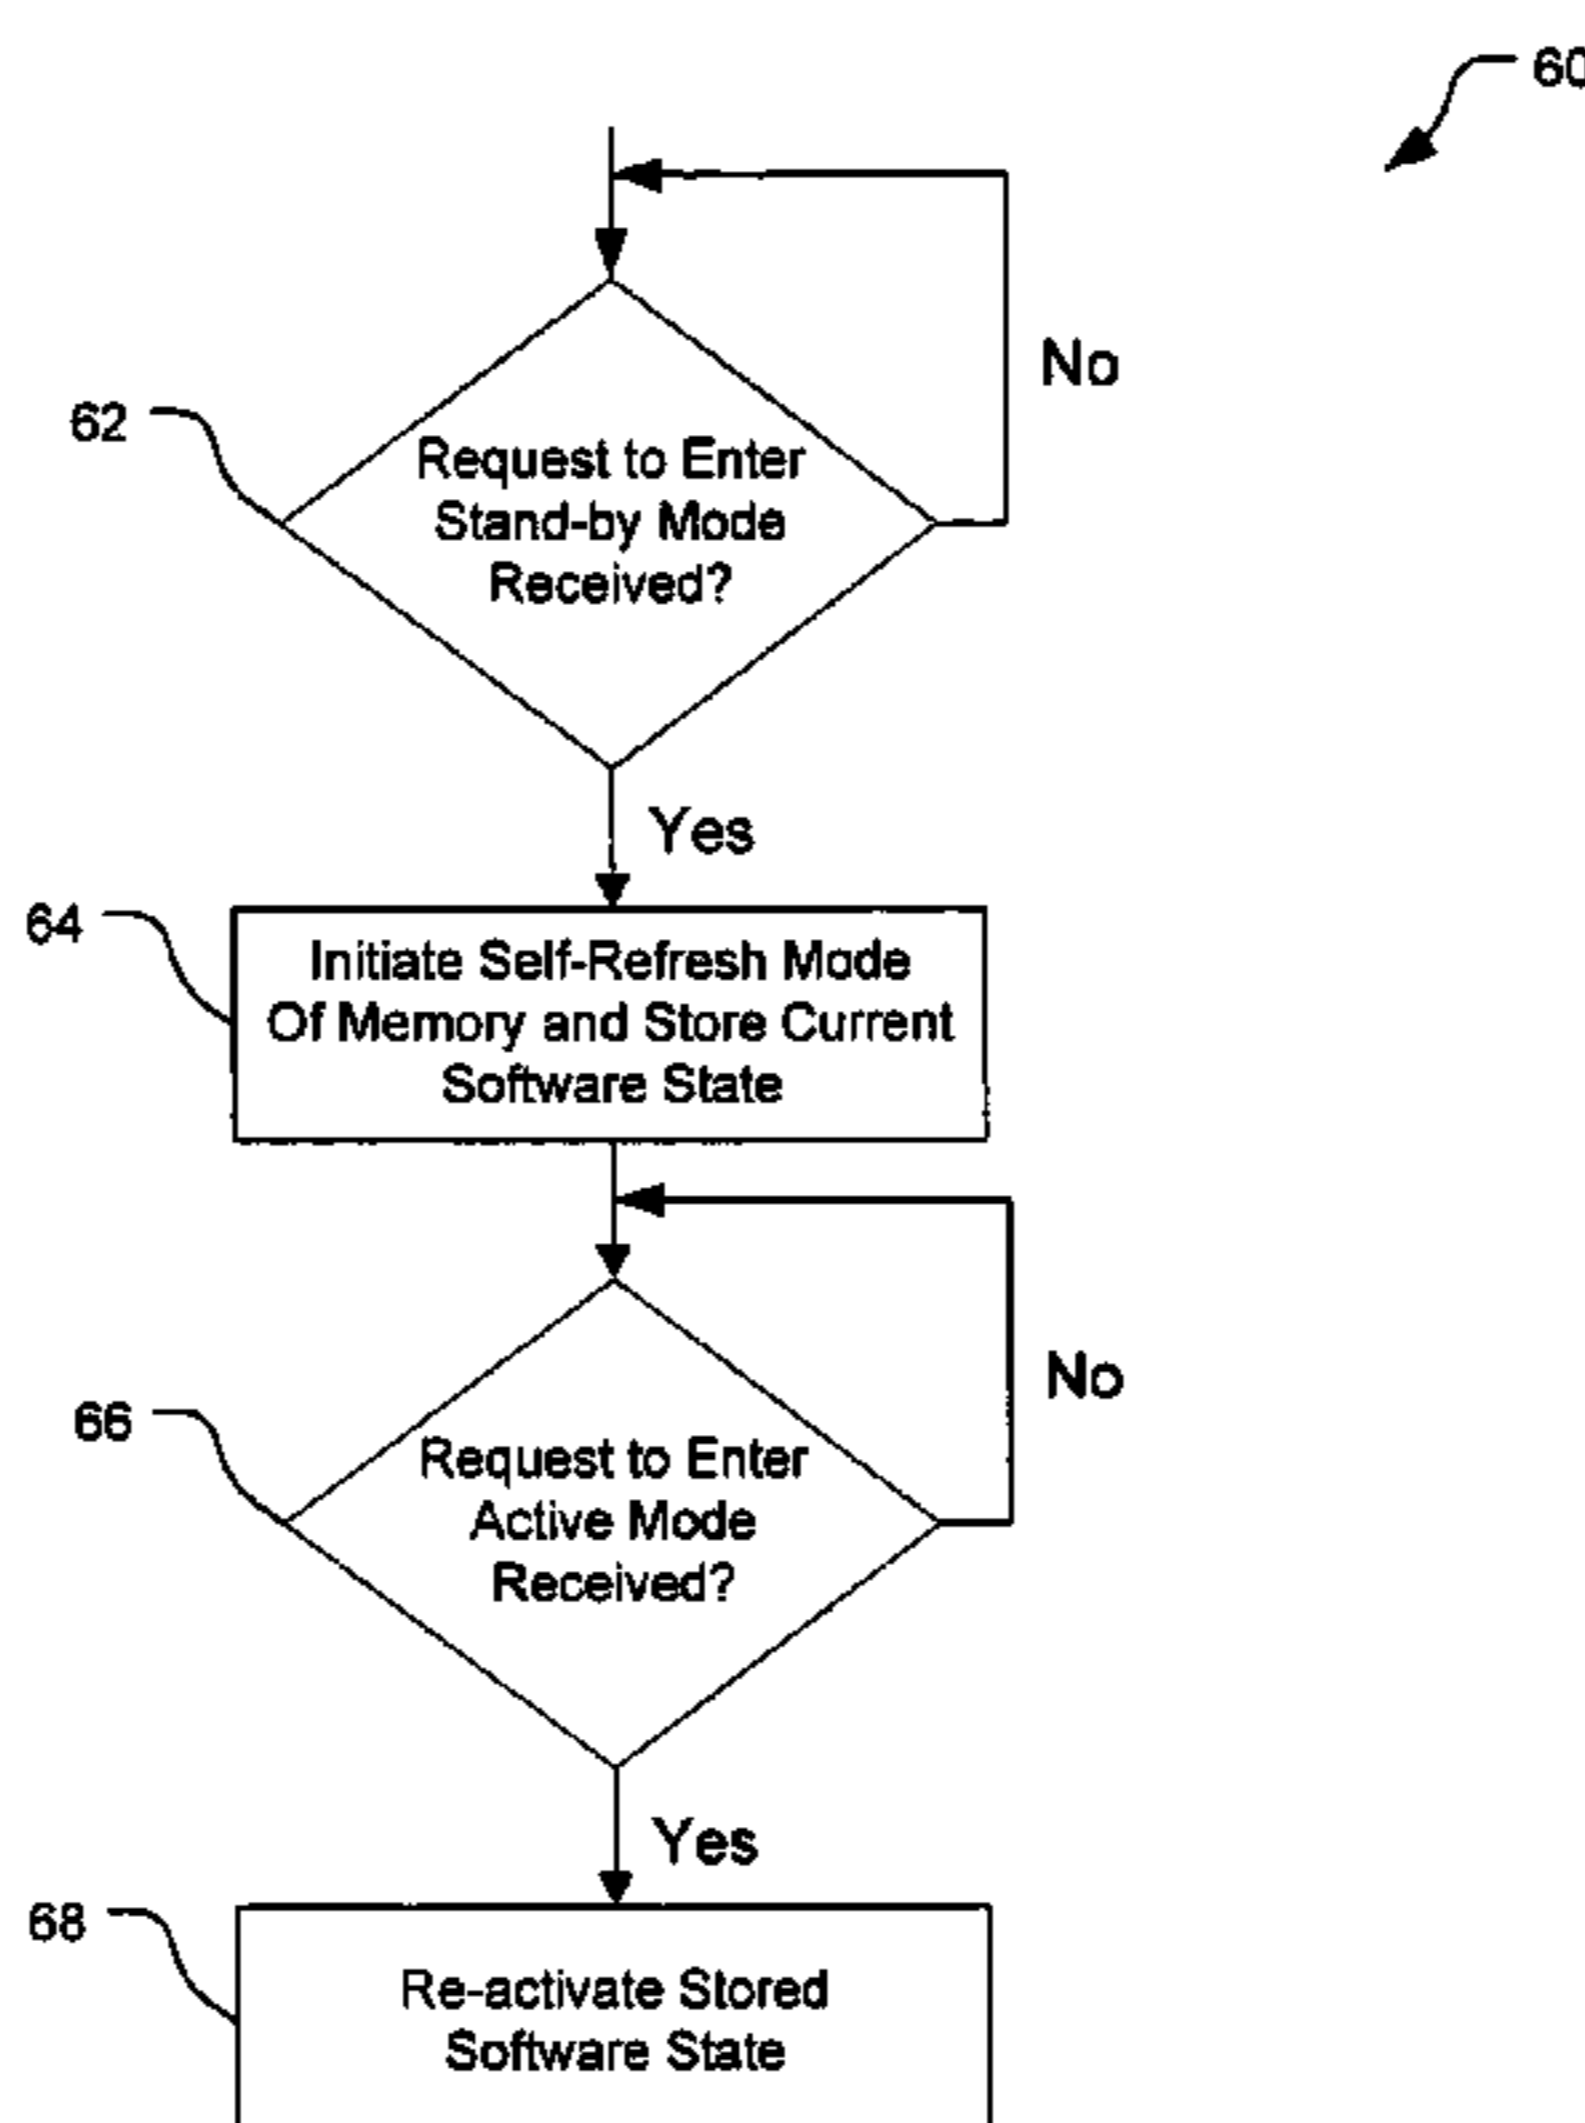 60
No
62
Request to Enter
Stand-by Mode
Received?
Yes
64
Initiate Self-Refresh Mode
Of Memory and Store Current
Software State
No
66
Request to Enter
Active Mode
Received?
Yes
68
Re-activate Stored
Software State